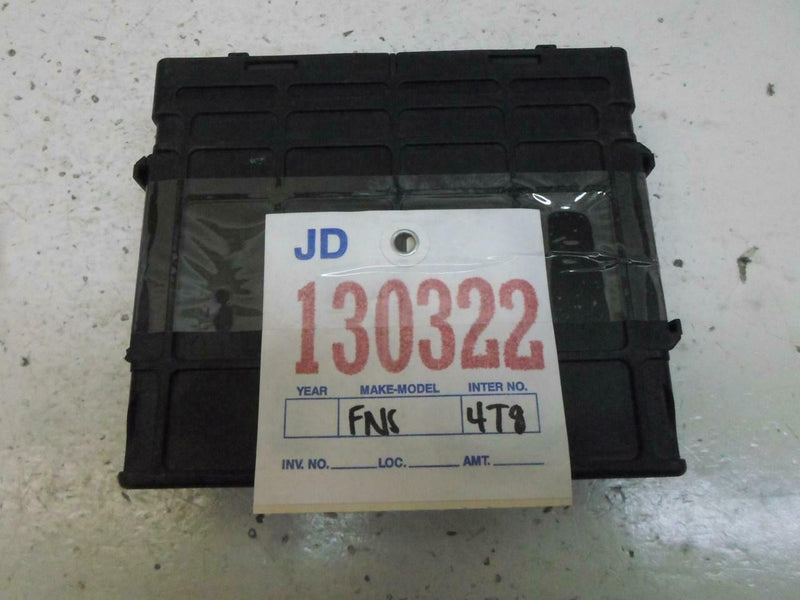 JD
130322
YEAR MAKE-MODEL INTER NO.
FNS 4T8
INV. NO. LOC. AMT.